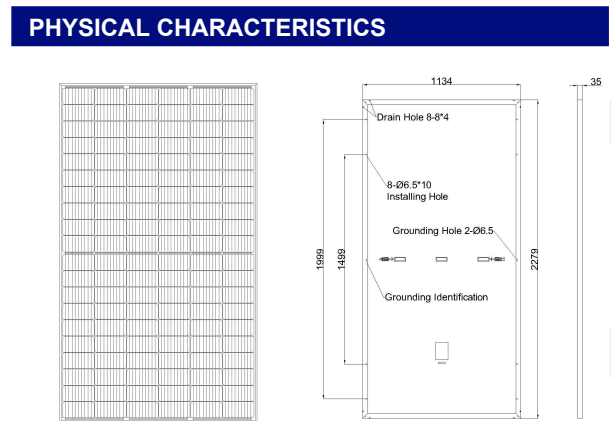 PHYSICAL CHARACTERISTICS
1134
35
Drain Hole 8-8*4
8-Ø6.5*10
Installing Hole
Grounding Hole 2-Ø6.5
1999
1499
2279
Grounding Identification